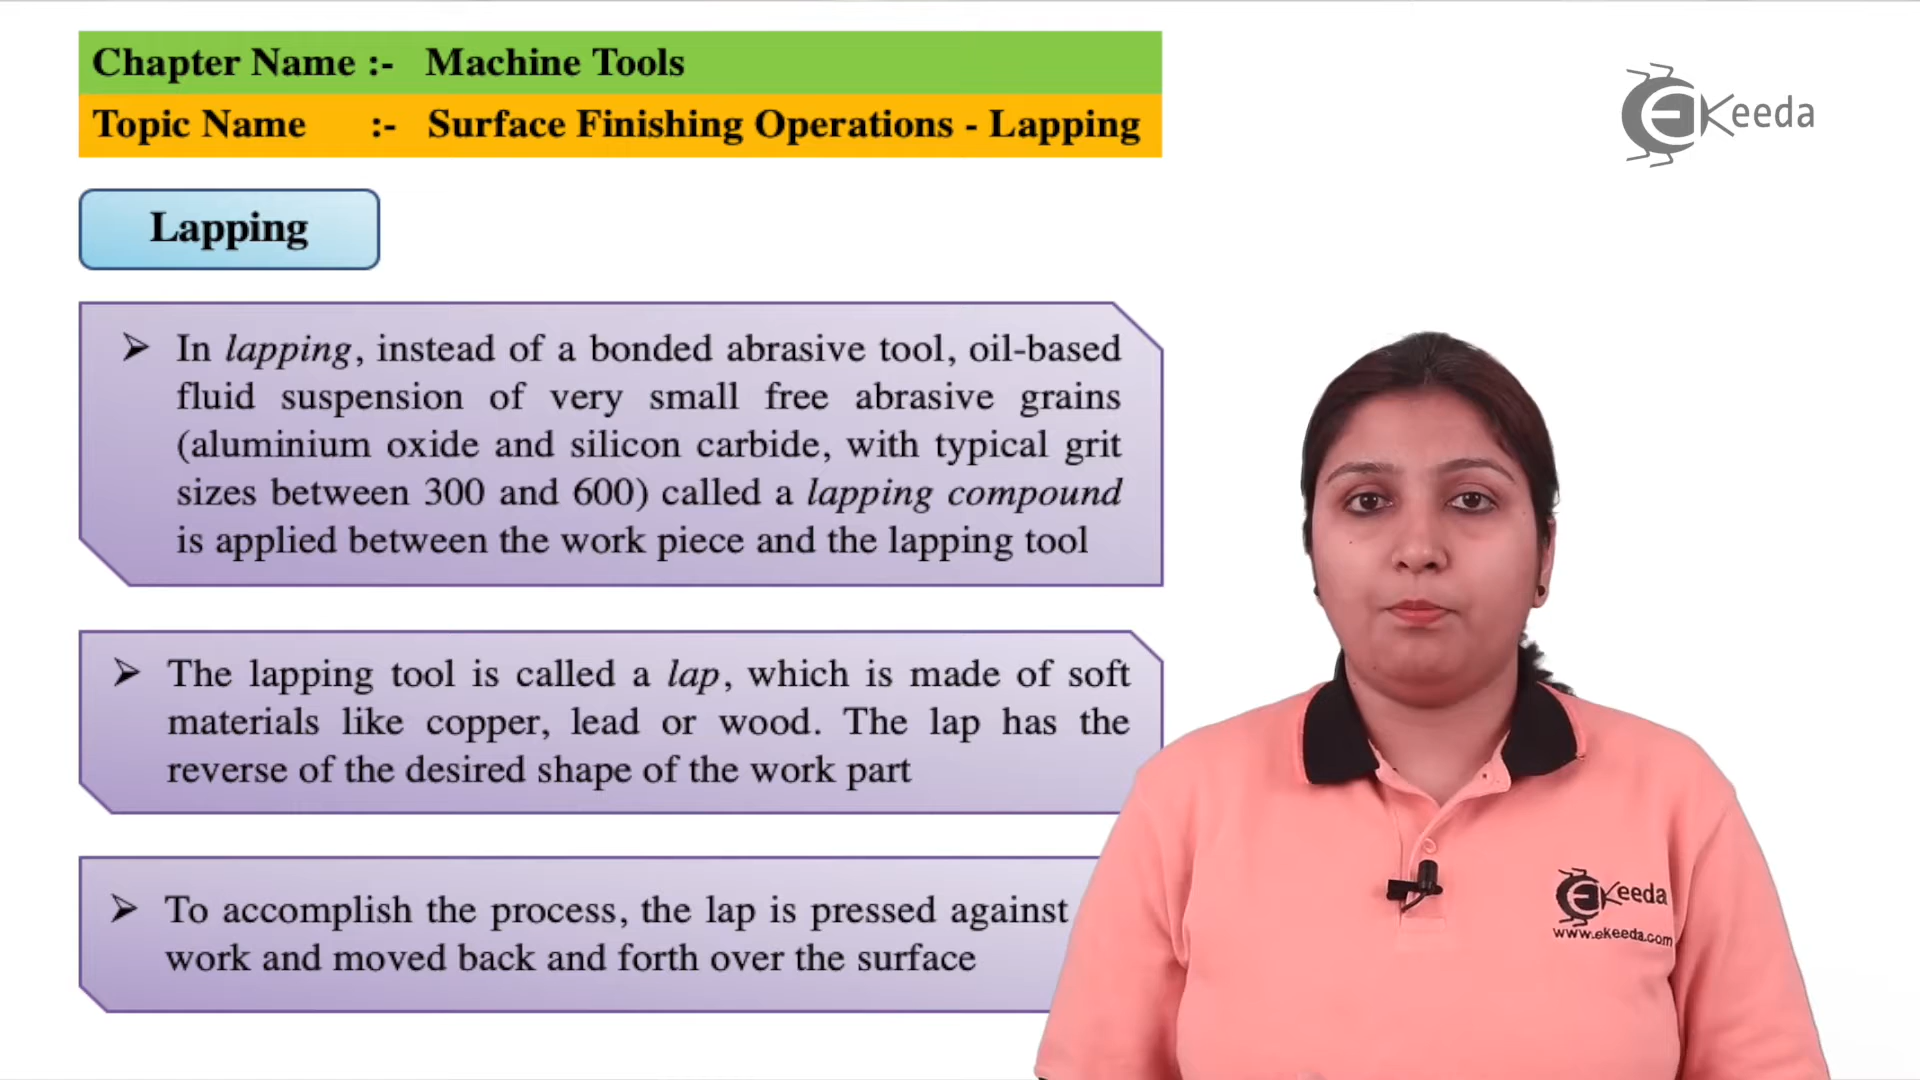 Chapter Name :- Machine Tools
Topic Name :- Surface Finishing Operations - Lapping
eKeeda
Lapping
➢ In lapping, instead of a bonded abrasive tool, oil-based
fluid suspension of very small free abrasive grains
(aluminium oxide and silicon carbide, with typical grit
sizes between 300 and 600) called a lapping compound
is applied between the work piece and the lapping tool
➢ The lapping tool is called a lap, which is made of soft
materials like copper, lead or wood. The lap has the
reverse of the desired shape of the work part
➢ To accomplish the process, the lap is pressed against
work and moved back and forth over the surface
eKeeda
www.ekeeda.com